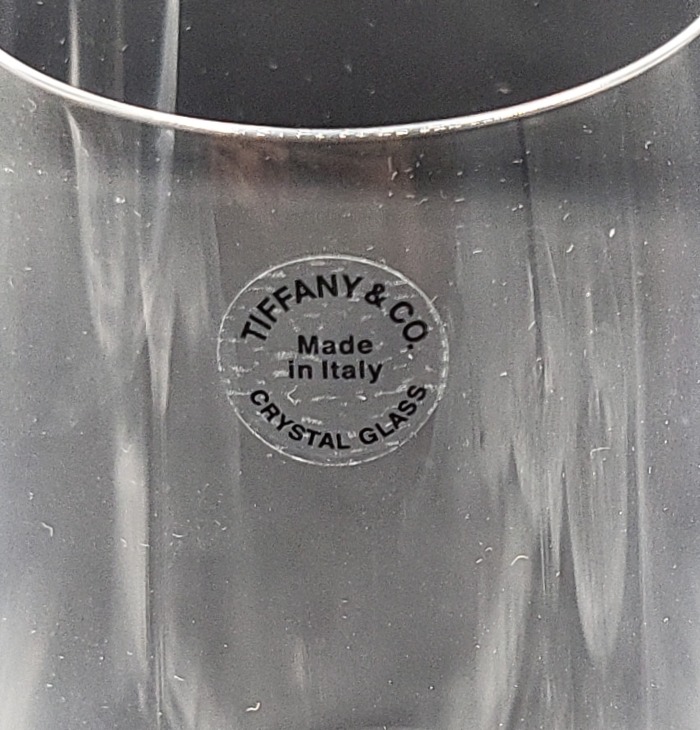 TIFFANY & CO.
Made
in Italy
CRYSTAL GLASS